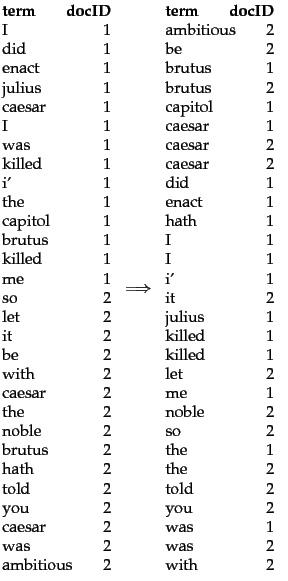 term docID
I 1
did 1
enact 1
julius 1
caesar 1
I 1
was 1
killed 1
i' 1
the 1
capitol 1
brutus 1
killed 1
me 1
so 2
let 2
it 2
be 2
with 2
caesar 2
the 2
noble 2
brutus 2
hath 2
told 2
you 2
caesar 2
was 2
ambitious 2
⟹
term docID
ambitious 2
be 2
brutus 1
brutus 2
capitol 1
caesar 1
caesar 2
caesar 2
did 1
enact 1
hath 1
I 1
I 1
i' 1
it 2
julius 1
killed 1
killed 1
let 2
me 1
noble 2
so 2
the 1
the 2
told 2
you 2
was 1
was 2
with 2